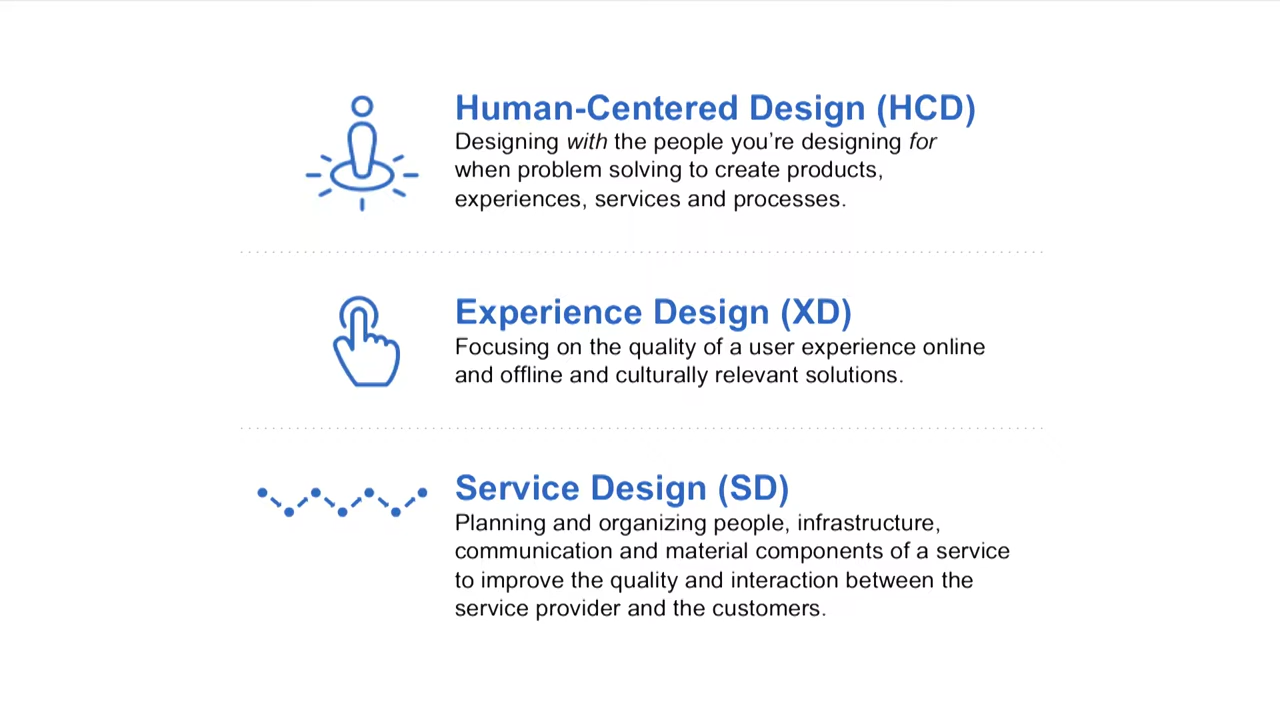 Human-Centered Design (HCD)
Designing with the people you’re designing for
when problem solving to create products,
experiences, services and processes.
Experience Design (XD)
Focusing on the quality of a user experience online
and offline and culturally relevant solutions.
Service Design (SD)
Planning and organizing people, infrastructure,
communication and material components of a service
to improve the quality and interaction between the
service provider and the customers.